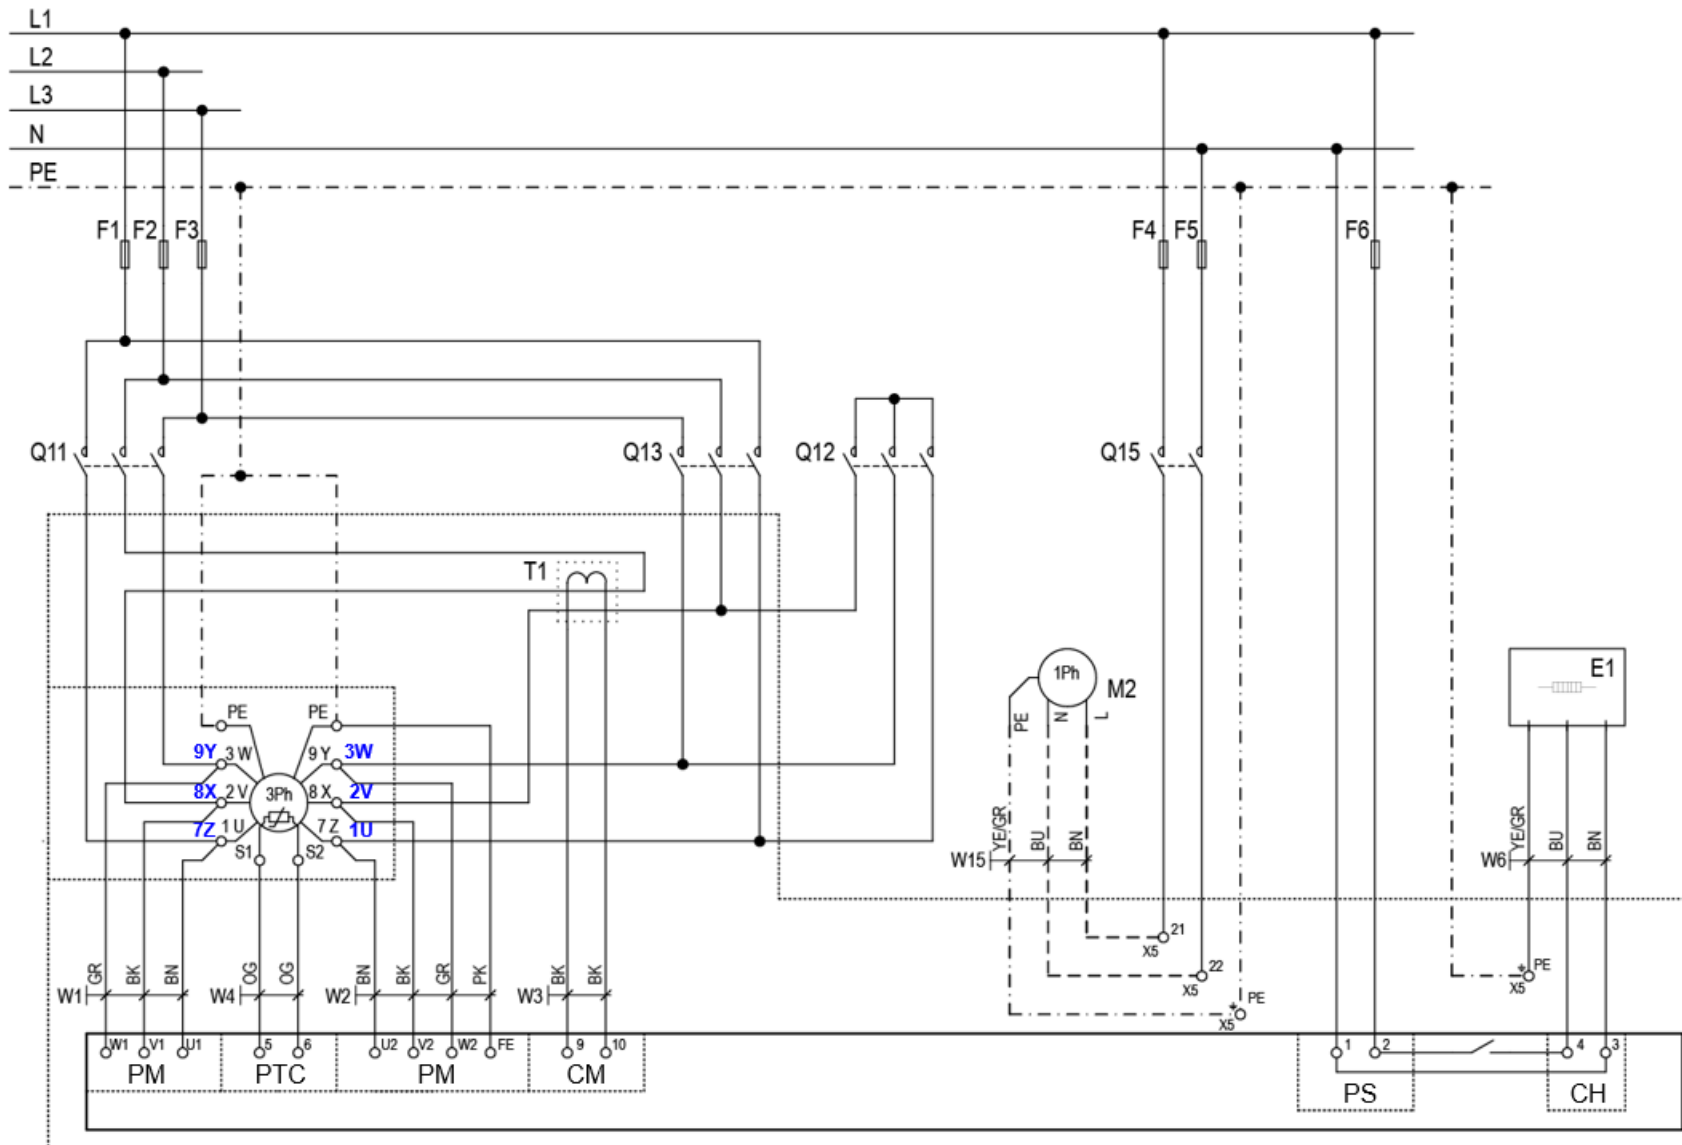 L1
L2
L3
N
PE
F1 F2 F3 F4 F5 F6
Q11 Q13 Q12 Q15
T1
1Ph M2 E1
PE PE PE N L
9Y 3 W 9 Y 3W
8X 2 V 3Ph 8 X 2V
7Z 1 U 7 Z 1U
S1 S2
W15 YE/GR BU BN W6 YE/GR BU BN
21
X5
22
X5
PE
X5
PE
X5
W1 GR BK BN W4 OG OG W2 BN BK GR PK W3 BK BK
W1 V1 U1 5 6 U2 V2 W2 FE 9 10 1 2 4 3
PM PTC PM CM PS CH